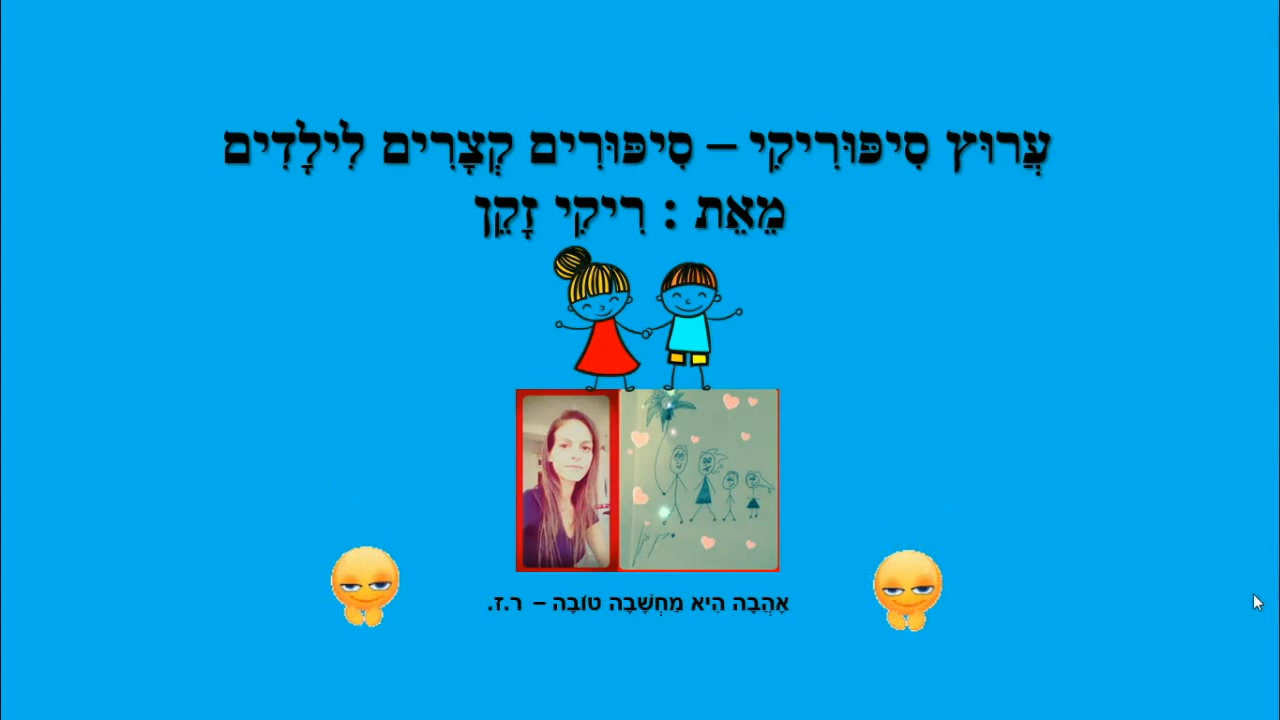 עֲרוּץ סִיפּוּרִיקִי – סִיפּוּרִים קְצָרִים לִילָדִים
מֵאֵת : רִיקִי זָקֵן
אָהֲבָה הִיא מַחְשָׁבָה טוֹבָה – ר.ז.